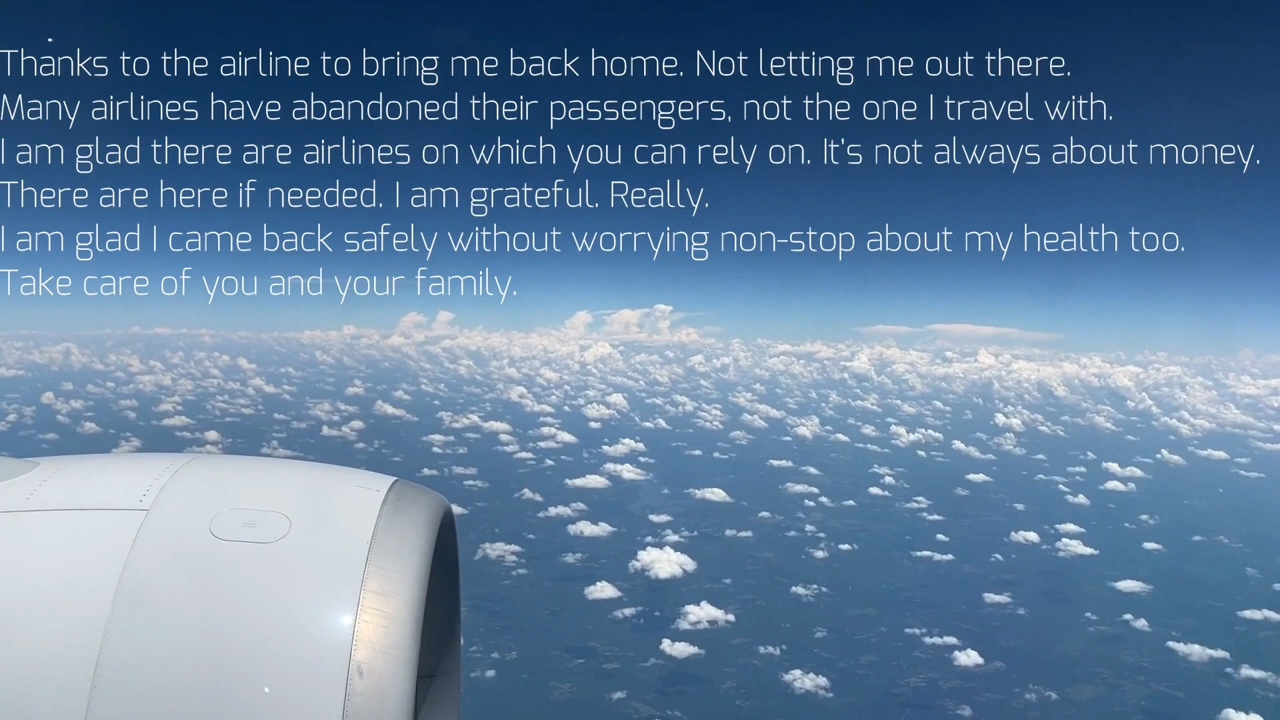 Thanks to the airline to bring me back home. Not letting me out there.
Many airlines have abandoned their passengers, not the one I travel with.
I am glad there are airlines on which you can rely on. It's not always about money.
There are here if needed. I am grateful. Really.
I am glad I came back safely without worrying non-stop about my health too.
Take care of you and your family.